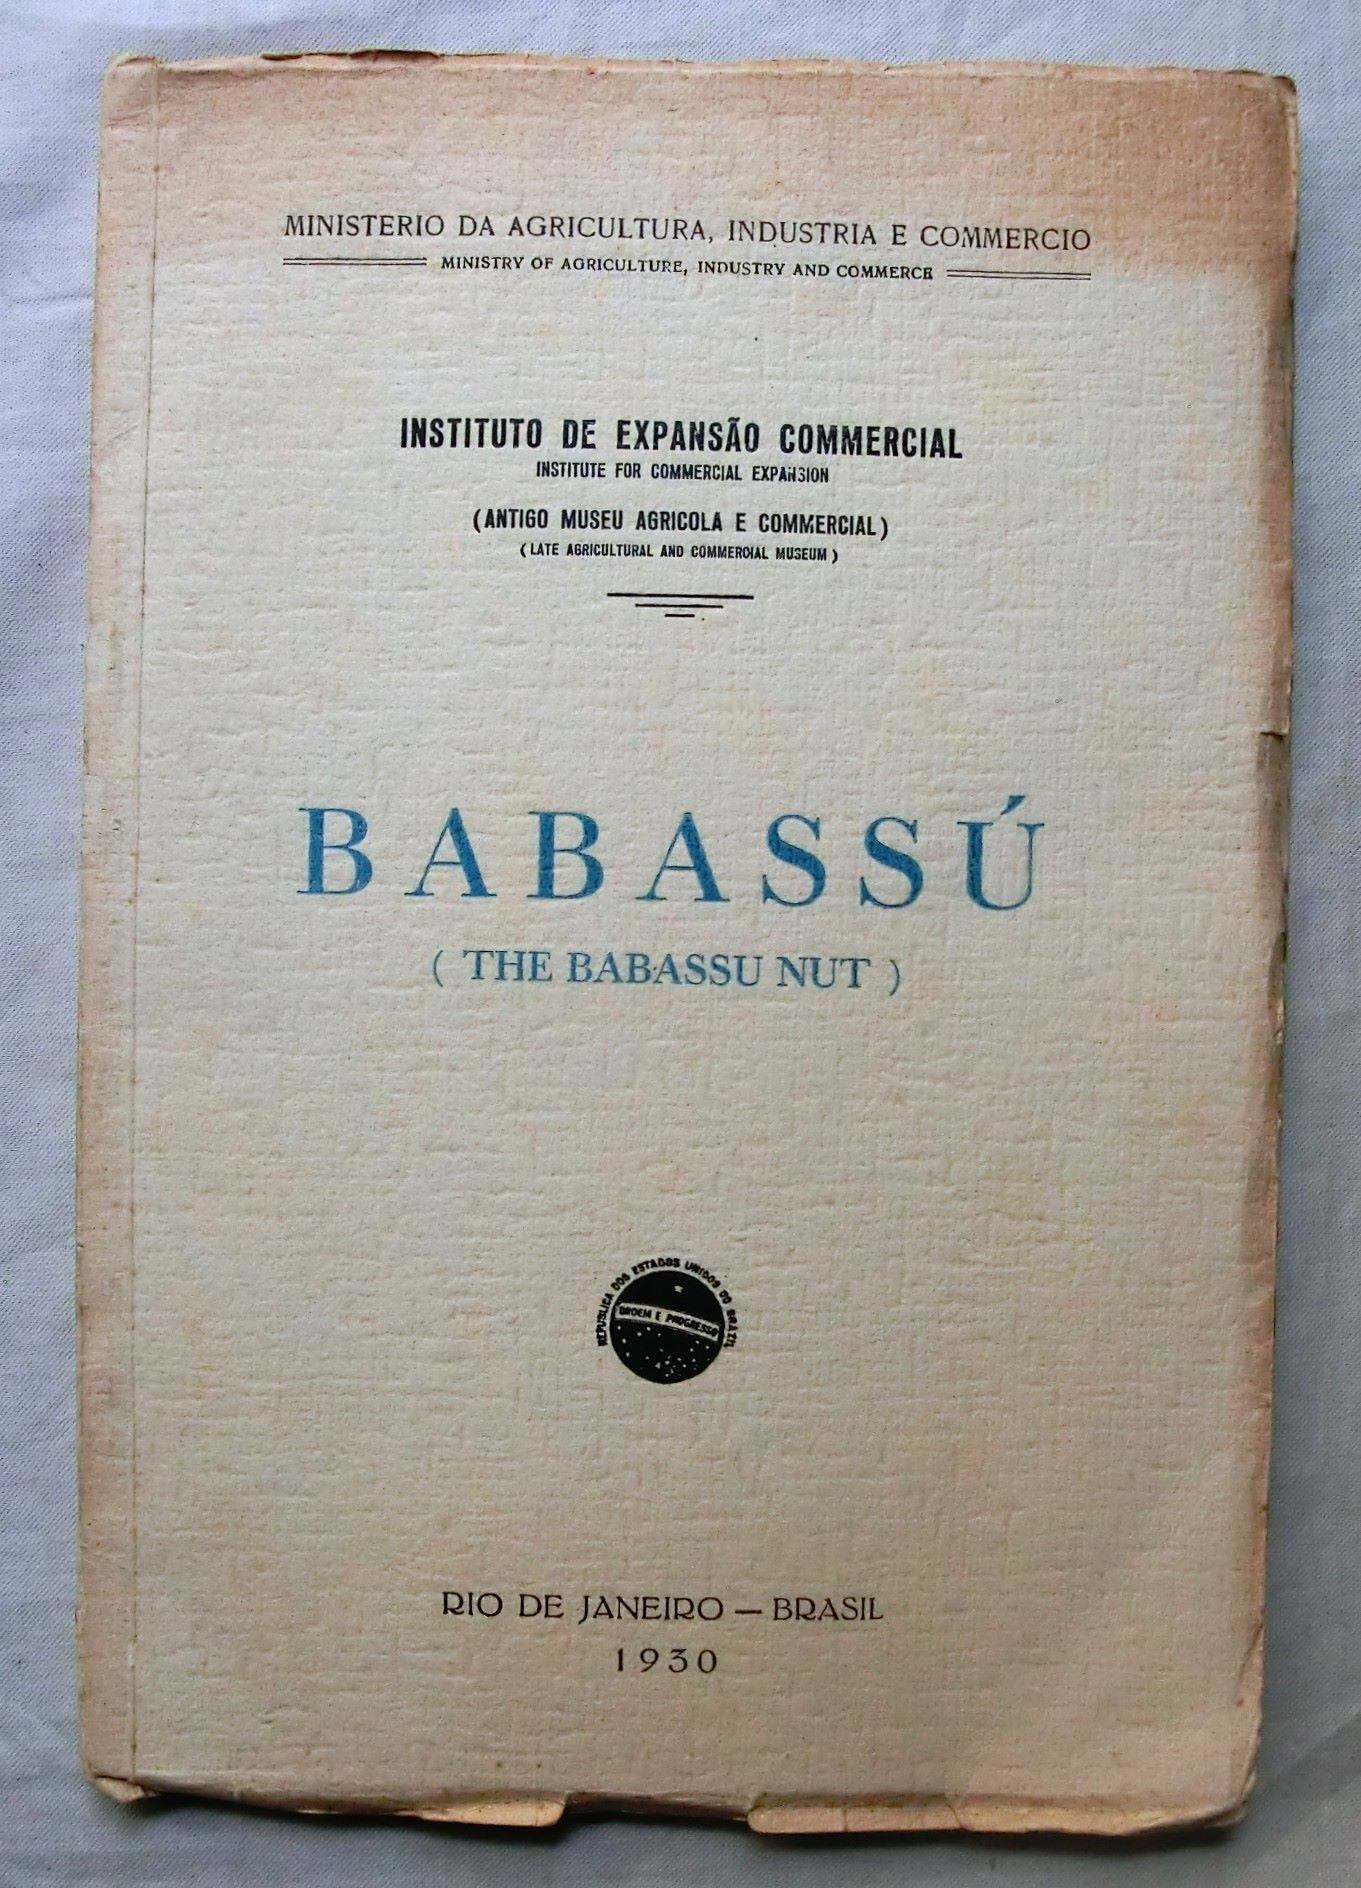 MINISTERIO DA AGRICULTURA, INDUSTRIA E COMMERCIO
MINISTRY OF AGRICULTURE, INDUSTRY AND COMMERCE
INSTITUTO DE EXPANSÃO COMMERCIAL
INSTITUTE FOR COMMERCIAL EXPANSION
(ANTIGO MUSEU AGRICOLA E COMMERCIAL)
(LATE AGRICULTURAL AND COMMERCIAL MUSEUM)
BABASSÚ
(THE BABASSU NUT)
REPUBLICA DOS ESTADOS UNIDOS DO BRAZIL
ORDEM E PROGRESSO
RIO DE JANEIRO — BRASIL
1930